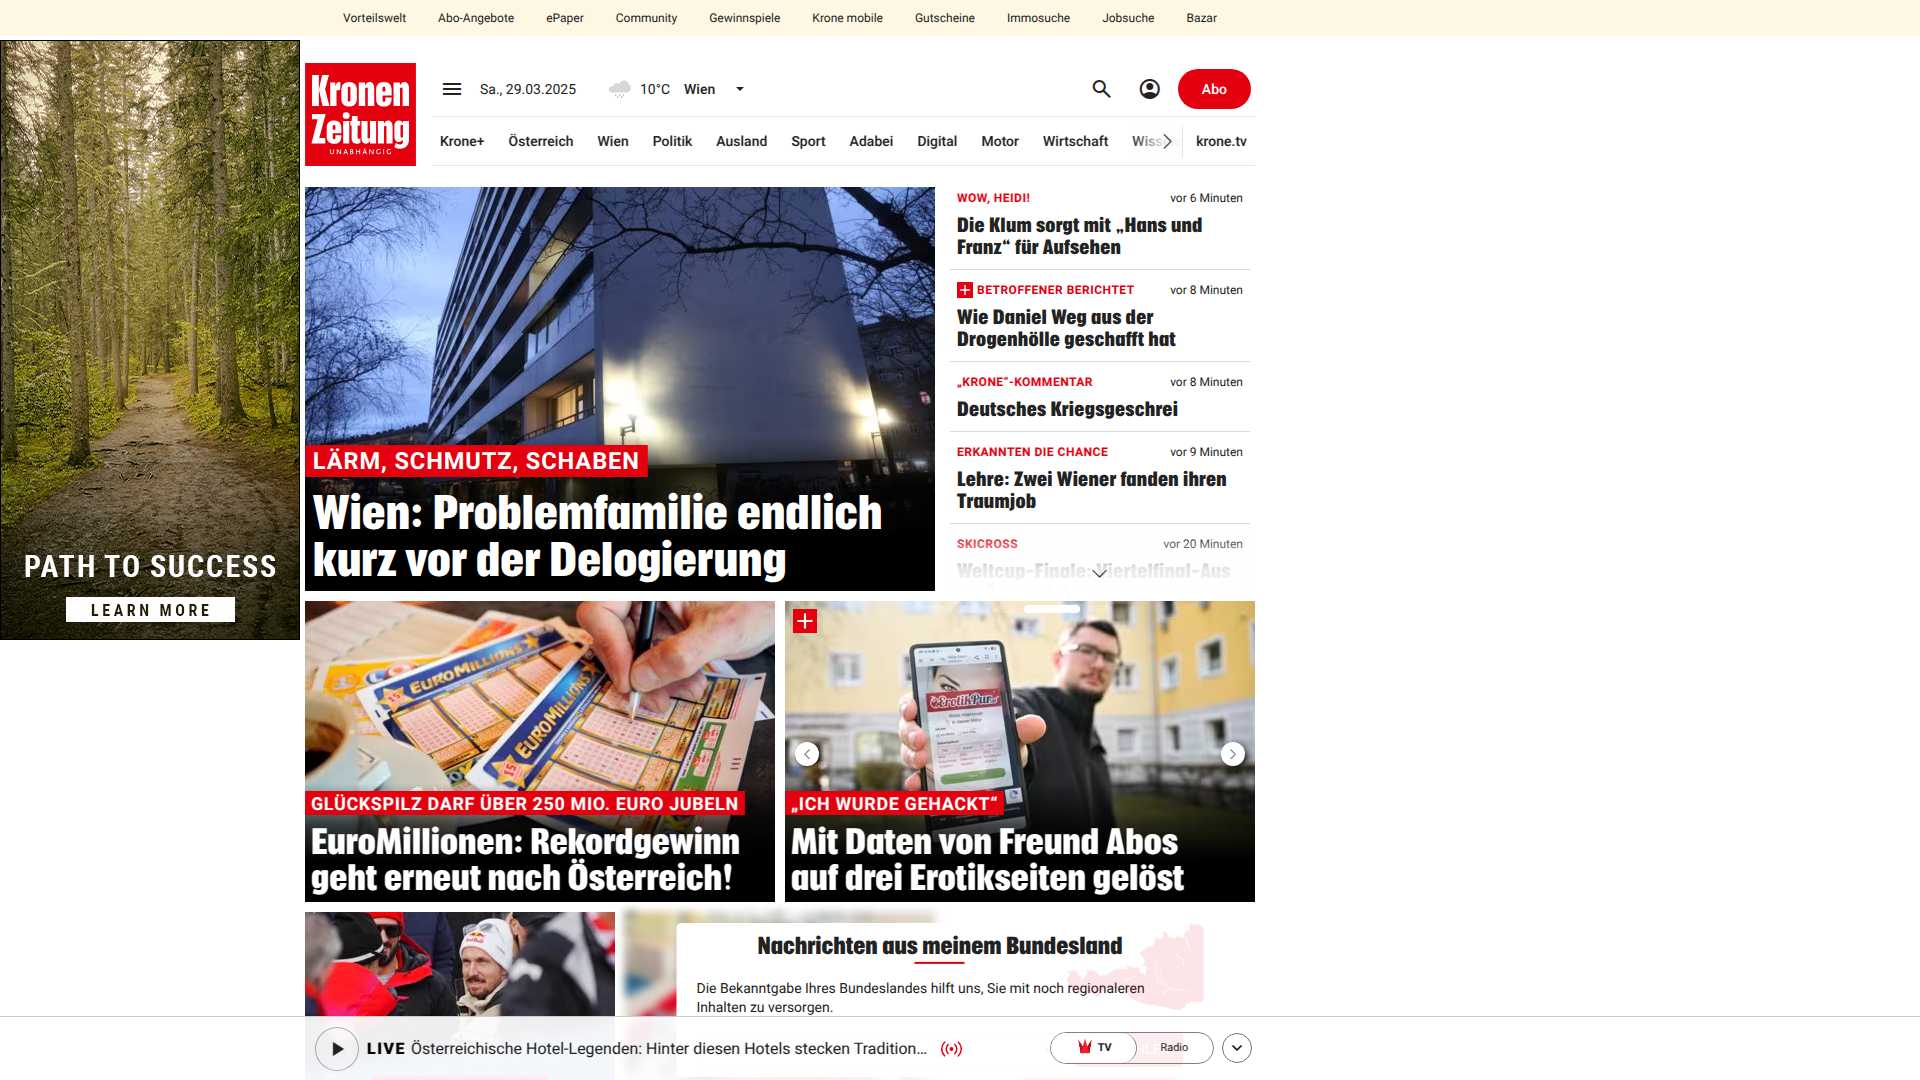 Vorteilswelt Abo-Angebote ePaper Community Gewinnspiele Krone mobile Gutscheine Immosuche Jobsuche Bazar
Kronen
Zeitung
UNABHÄNGIG
Sa., 29.03.2025 10°C Wien
Abo
Krone+ Österreich Wien Politik Ausland Sport Adabei Digital Motor Wirtschaft Wiss krone.tv
PATH TO SUCCESS
LEARN MORE
LÄRM, SCHMUTZ, SCHABEN
Wien: Problemfamilie endlich
kurz vor der Delogierung
WOW, HEIDI! vor 6 Minuten
Die Klum sorgt mit „Hans und
Franz“ für Aufsehen
BETROFFENER BERICHTET vor 8 Minuten
Wie Daniel Weg aus der
Drogenhölle geschafft hat
„KRONE“-KOMMENTAR vor 8 Minuten
Deutsches Kriegsgeschrei
ERKANNTEN DIE CHANCE vor 9 Minuten
Lehre: Zwei Wiener fanden ihren
Traumjob
SKICROSS vor 20 Minuten
Weltcup-Finale: Viertelfinal-Aus
EUROMILLIONS
EUROMILLIONS
GLÜCKSPILZ DARF ÜBER 250 MIO. EURO JUBELN
EuroMillionen: Rekordgewinn
geht erneut nach Österreich!
ErotikPur
„ICH WURDE GEHACKT“
Mit Daten von Freund Abos
auf drei Erotikseiten gelöst
Nachrichten aus meinem Bundesland
Die Bekanntgabe Ihres Bundeslandes hilft uns, Sie mit noch regionaleren
Inhalten zu versorgen.
LIVE Österreichische Hotel-Legenden: Hinter diesen Hotels stecken Tradition...
TV Radio